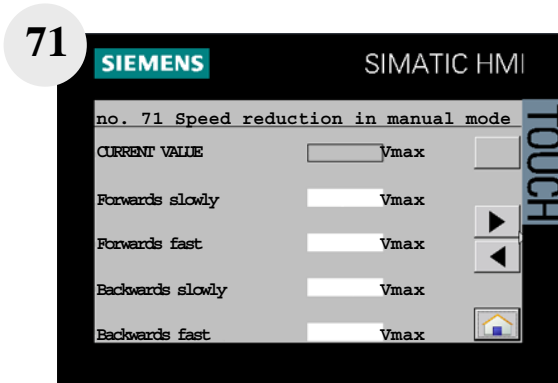 71
SIEMENS
SIMATIC HMI
no. 71 Speed reduction in manual mode
CURRENT VALUE Vmax
Forwards slowly Vmax
Forwards fast Vmax
Backwards slowly Vmax
Backwards fast Vmax
TOUCH